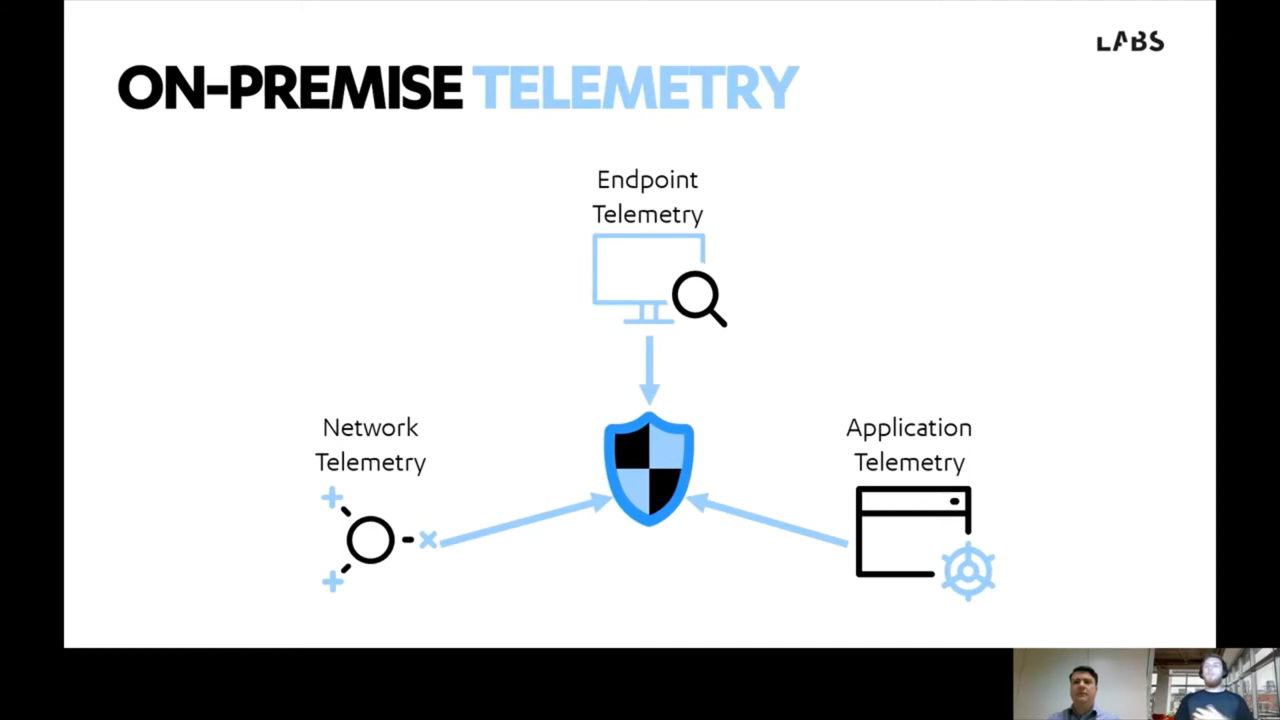 LABS
ON-PREMISE TELEMETRY
Endpoint
Telemetry
Network
Telemetry
Application
Telemetry